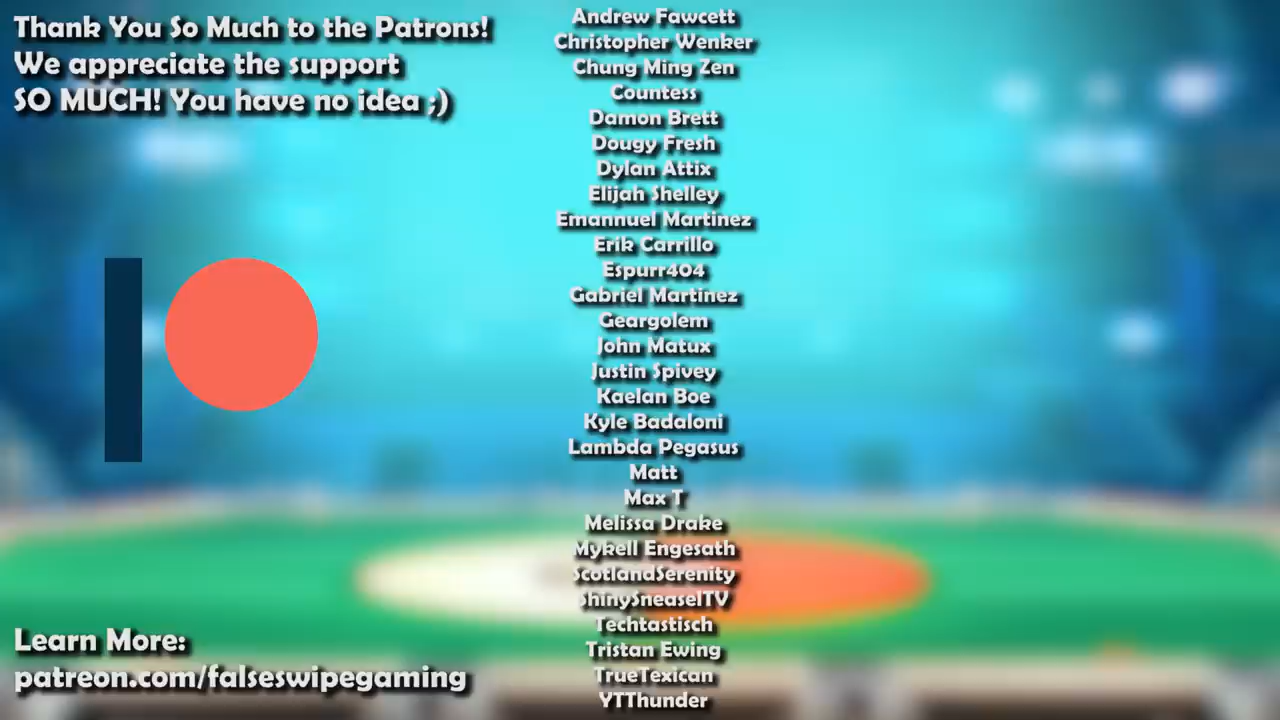 Thank You So Much to the Patrons!
We appreciate the support
SO MUCH! You have no idea ;)
Andrew Fawcett
Christopher Wenker
Chung Ming Zen
Countess
Damon Brett
Dougy Fresh
Dylan Attix
Elijah Shelley
Emannuel Martinez
Erik Carrillo
Espurr404
Gabriel Martinez
Geargolem
John Matux
Justin Spivey
Kaelan Boe
Kyle Badaloni
Lambda Pegasus
Matt
Max T
Melissa Drake
Mykell Engesath
ScotlandSerenity
ShinySneaselTV
Techtastisch
Tristan Ewing
TrueTexican
YTThunder
Learn More:
patreon.com/falseswipegaming